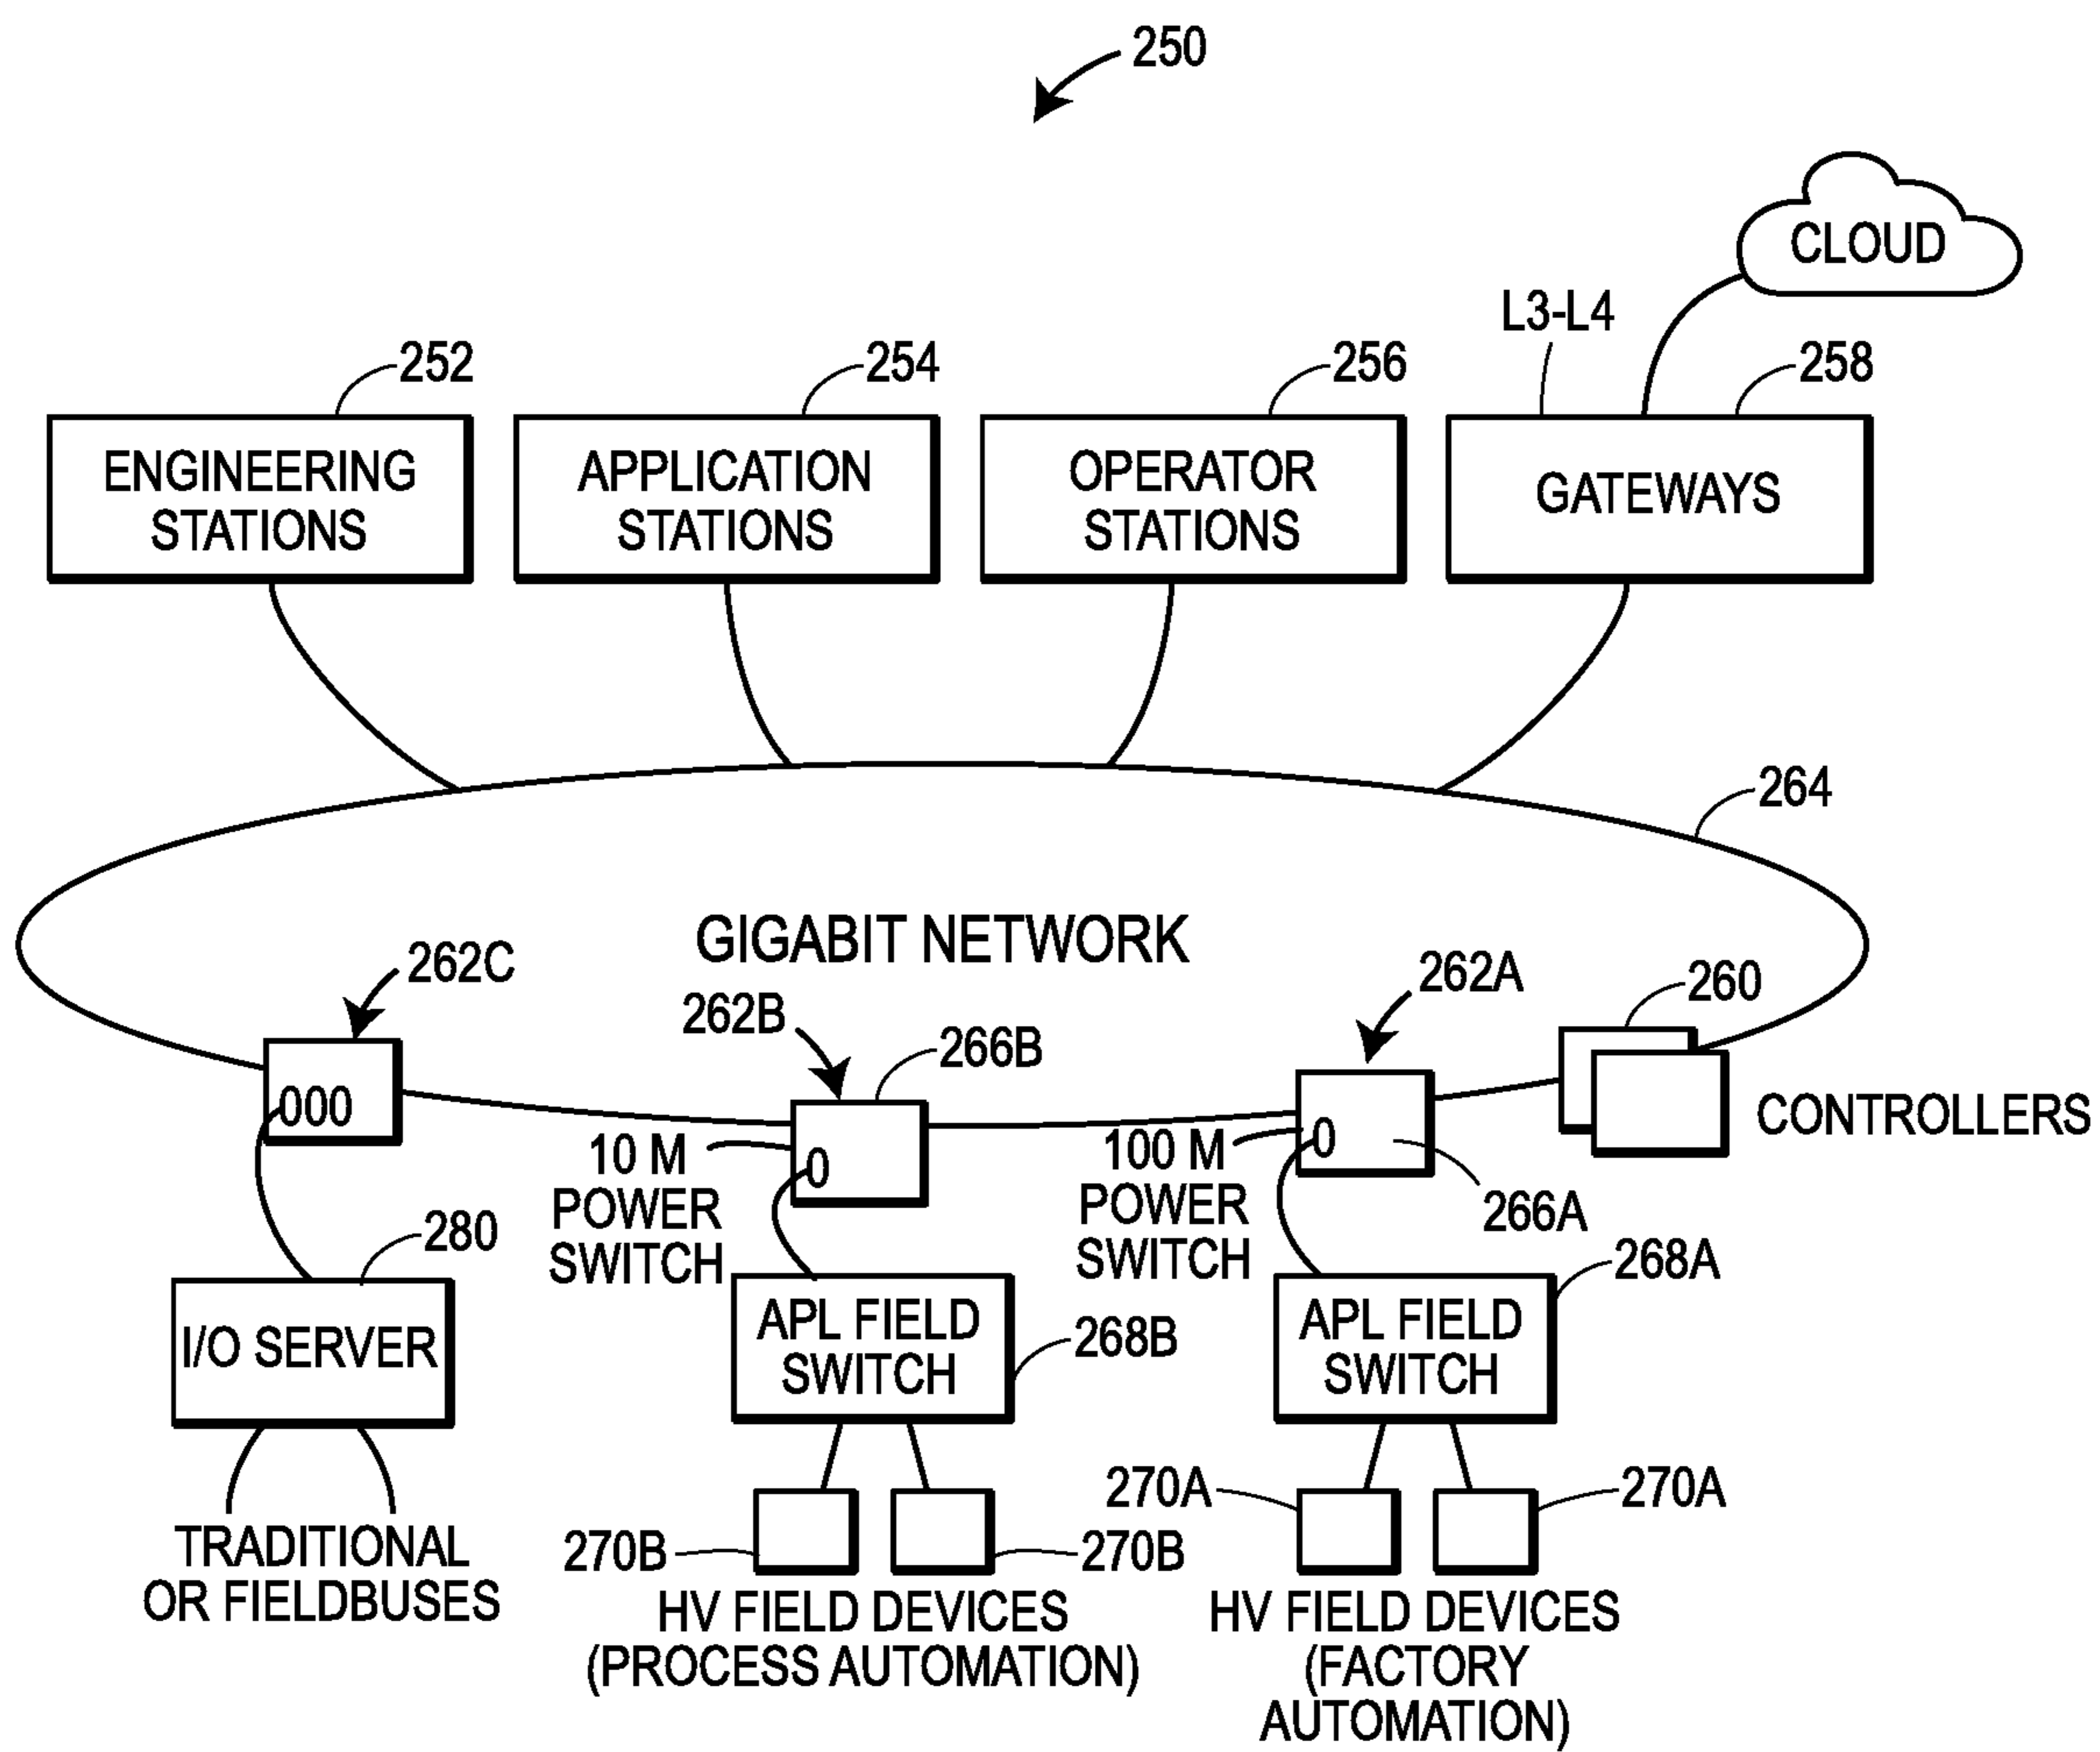 250
CLOUD
L3-L4
252
254
256
258
ENGINEERING
STATIONS
APPLICATION
STATIONS
OPERATOR
STATIONS
GATEWAYS
264
GIGABIT NETWORK
262C
262B
266B
262A
260
000
0
0
10 M
POWER
SWITCH
100 M
POWER
SWITCH
CONTROLLERS
266A
280
268A
I/O SERVER
APL FIELD
SWITCH
268B
APL FIELD
SWITCH
270A
270A
270B
270B
TRADITIONAL
OR FIELDBUSES
HV FIELD DEVICES
(PROCESS AUTOMATION)
HV FIELD DEVICES
(FACTORY
AUTOMATION)